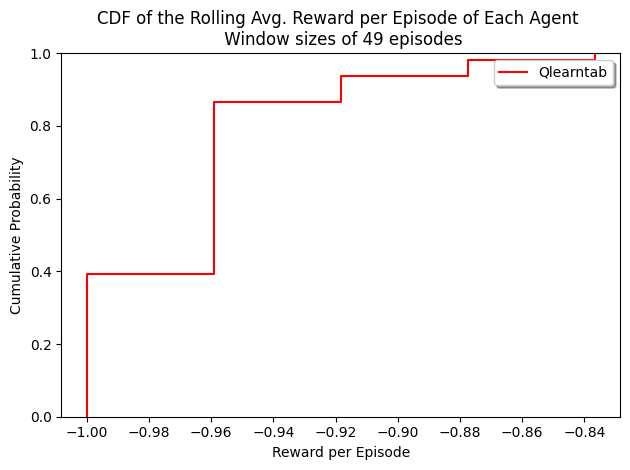 CDF of the Rolling Avg. Reward per Episode of Each Agent
Window sizes of 49 episodes
Qlearntab
1.0
0.8
0.6
0.4
0.2
0.0
Cumulative Probability
−1.00 −0.98 −0.96 −0.94 −0.92 −0.90 −0.88 −0.86 −0.84
Reward per Episode